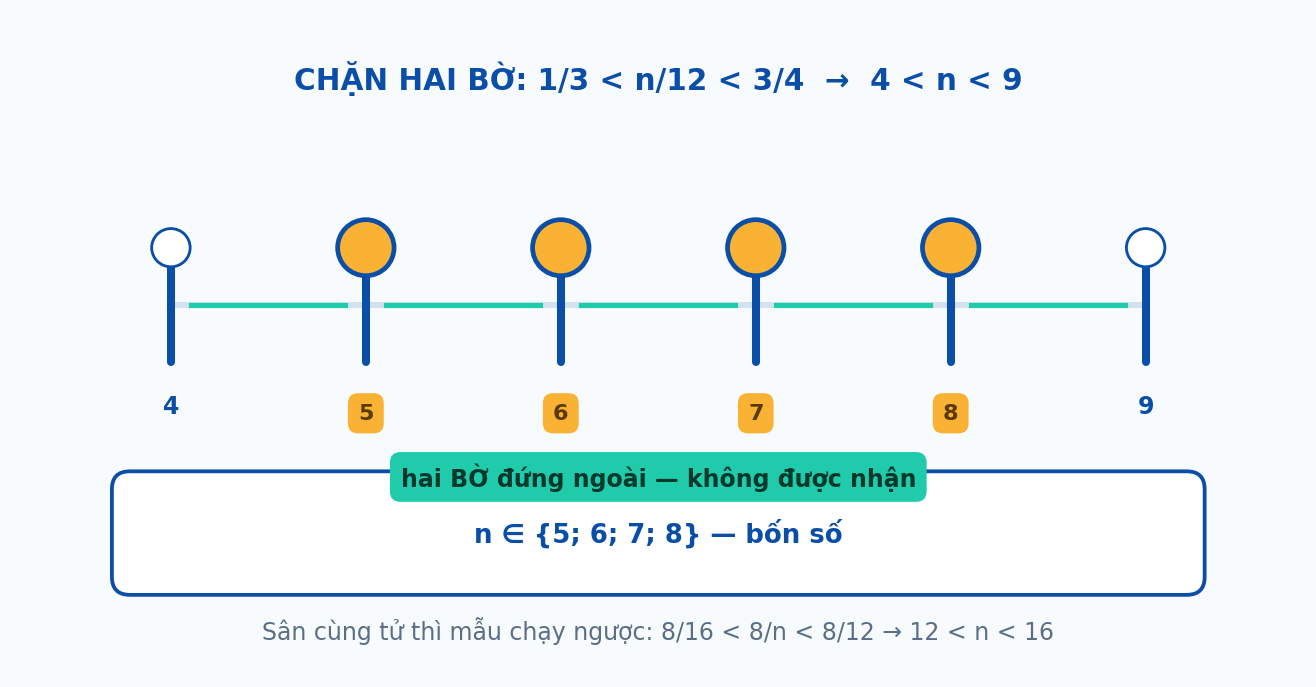 CHẶN HAI BỜ: 1/3 < n/12 < 3/4 → 4 < n < 9
4 5 6 7 8 9
hai BỜ đứng ngoài — không được nhận
n ∈ {5; 6; 7; 8} — bốn số
Sân cùng tử thì mẫu chạy ngược: 8/16 < 8/n < 8/12 → 12 < n < 16